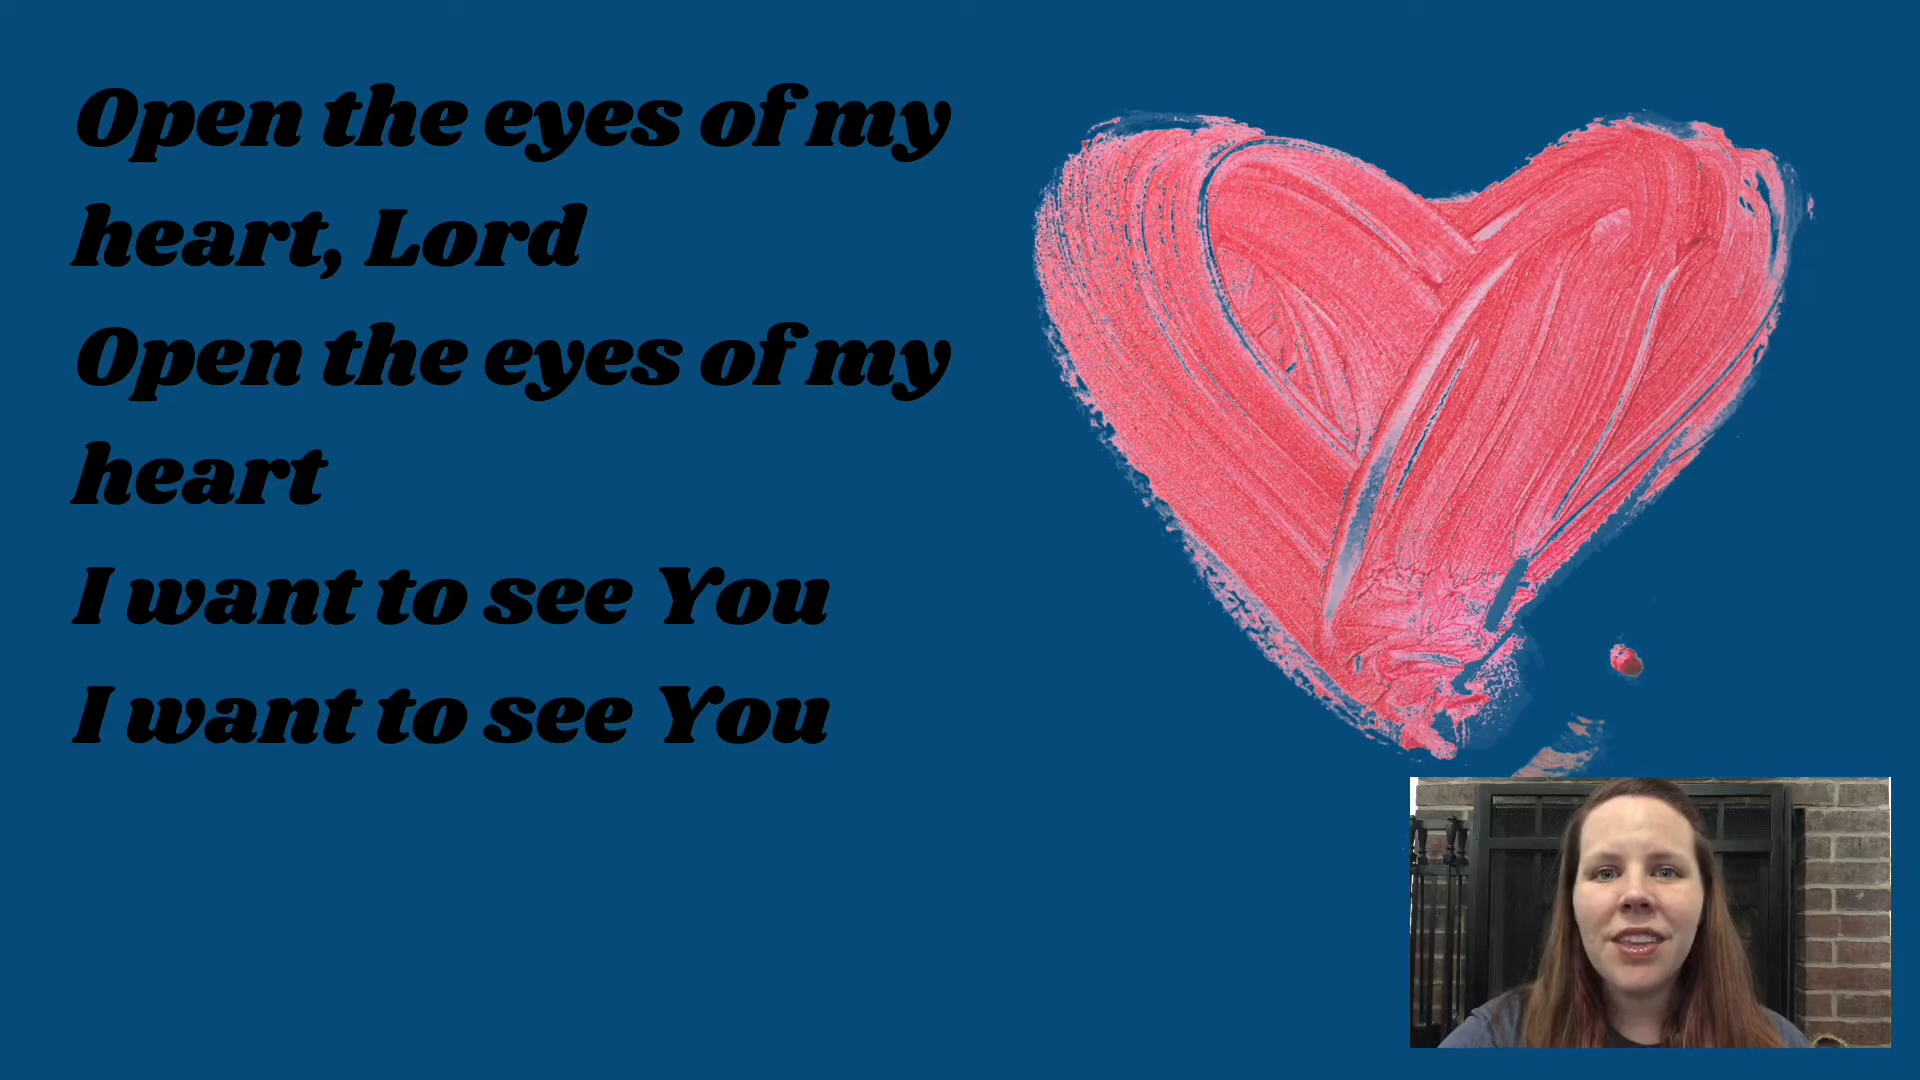 Open the eyes of my
heart, Lord
Open the eyes of my
heart
I want to see You
I want to see You